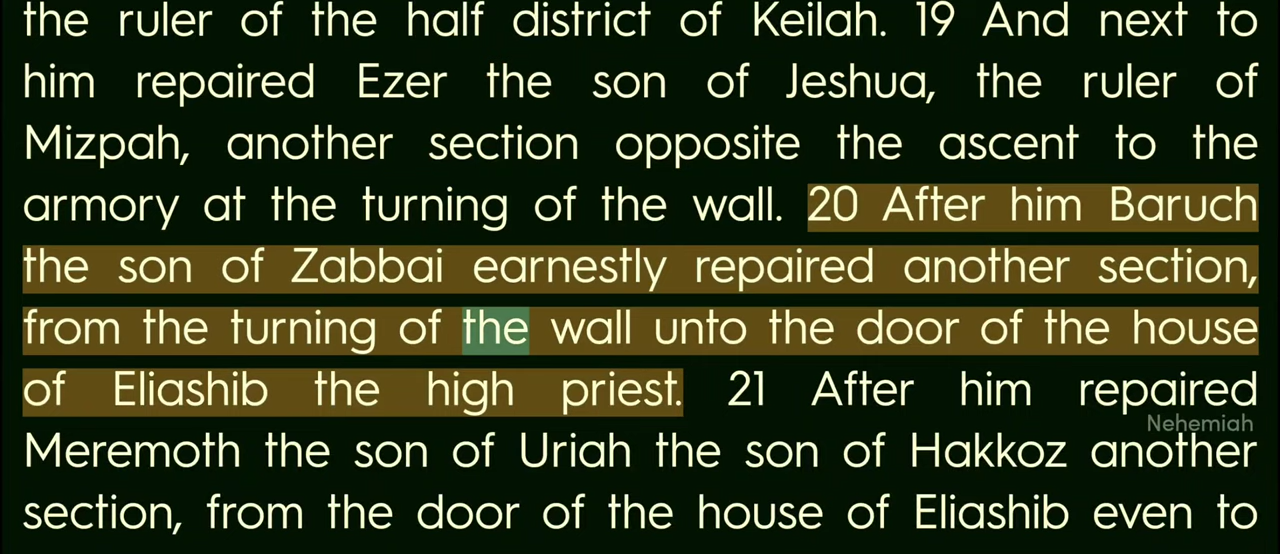 the ruler of the half district of Keilah. 19 And next to
him repaired Ezer the son of Jeshua, the ruler of
Mizpah, another section opposite the ascent to the
armory at the turning of the wall. 20 After him Baruch
the son of Zabbai earnestly repaired another section,
from the turning of the wall unto the door of the house
of Eliashib the high priest. 21 After him repaired
Nehemiah
Meremoth the son of Uriah the son of Hakkoz another
section, from the door of the house of Eliashib even to